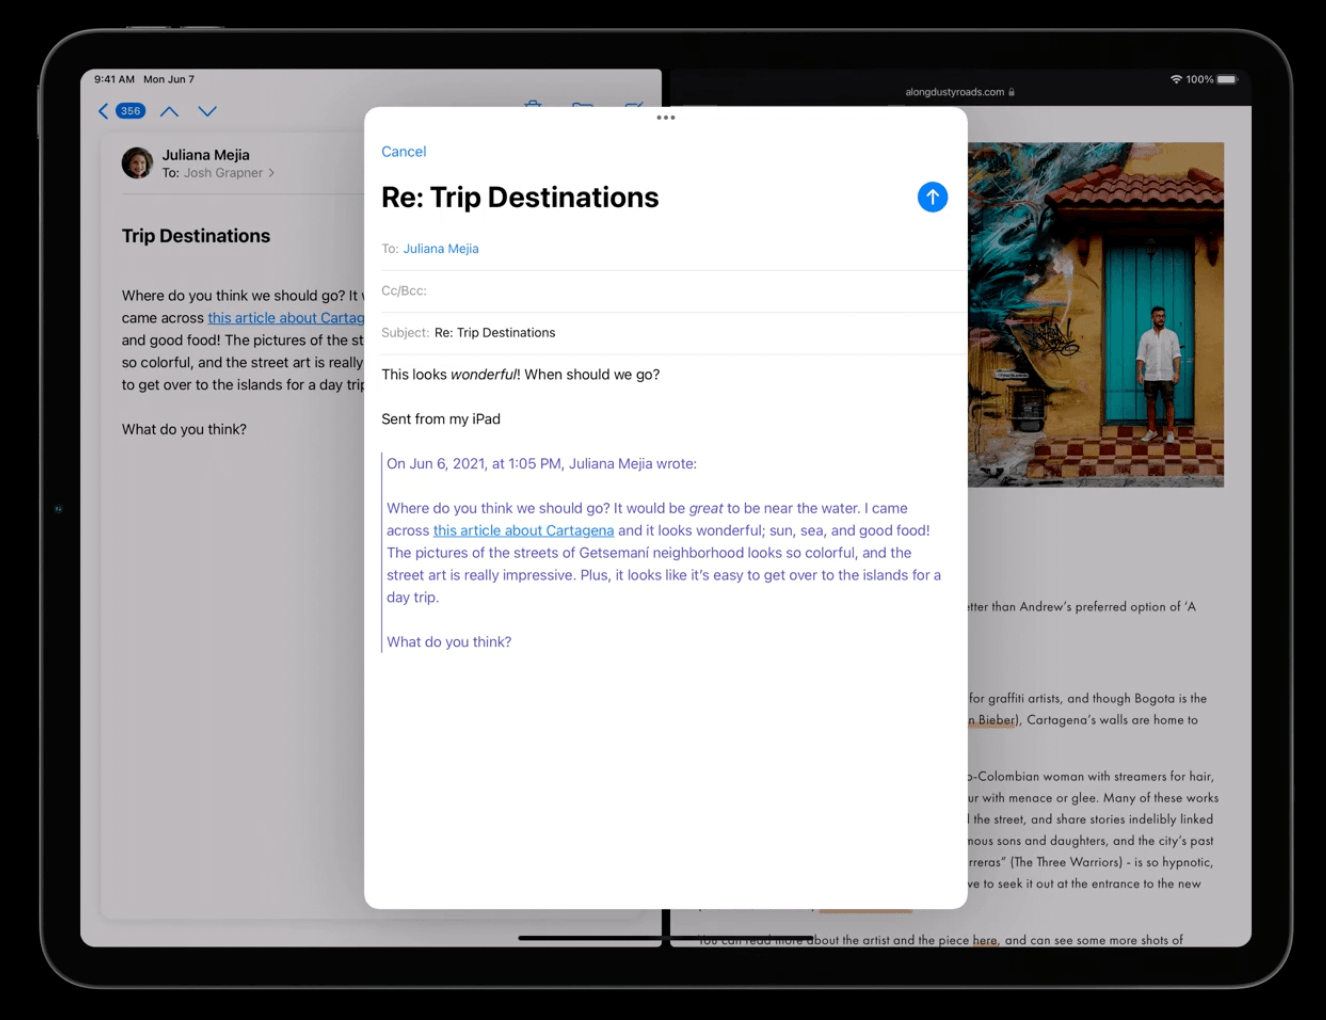 9:41 AM Mon Jun 7
356
Juliana Mejia
To: Josh Grapner
Trip Destinations
Where do you think we should go? It
came across this article about Cartag
and good food! The pictures of the st
so colorful, and the street art is really
to get over to the islands for a day trip
What do you think?
Cancel
Re: Trip Destinations
To: Juliana Mejia
Cc/Bcc:
Subject: Re: Trip Destinations
This looks wonderful! When should we go?
Sent from my iPad
On Jun 6, 2021, at 1:05 PM, Juliana Mejia wrote:
Where do you think we should go? It would be great to be near the water. I came
across this article about Cartagena and it looks wonderful; sun, sea, and good food!
The pictures of the streets of Getsemaní neighborhood looks so colorful, and the
street art is really impressive. Plus, it looks like it’s easy to get over to the islands for a
day trip.
What do you think?
100%
alongdustyroads.com
etter than Andrew’s preferred option of ‘A
for graffiti artists, and though Bogota is the
n Bieber), Cartagena’s walls are home to
o-Colombian woman with streamers for hair,
ur with menace or glee. Many of these works
the street, and share stories indelibly linked
mous sons and daughters, and the city’s past
rreras” (The Three Warriors) - is so hypnotic,
ve to seek it out at the entrance to the new
You can read more about the artist and the piece here, and can see some more shots of